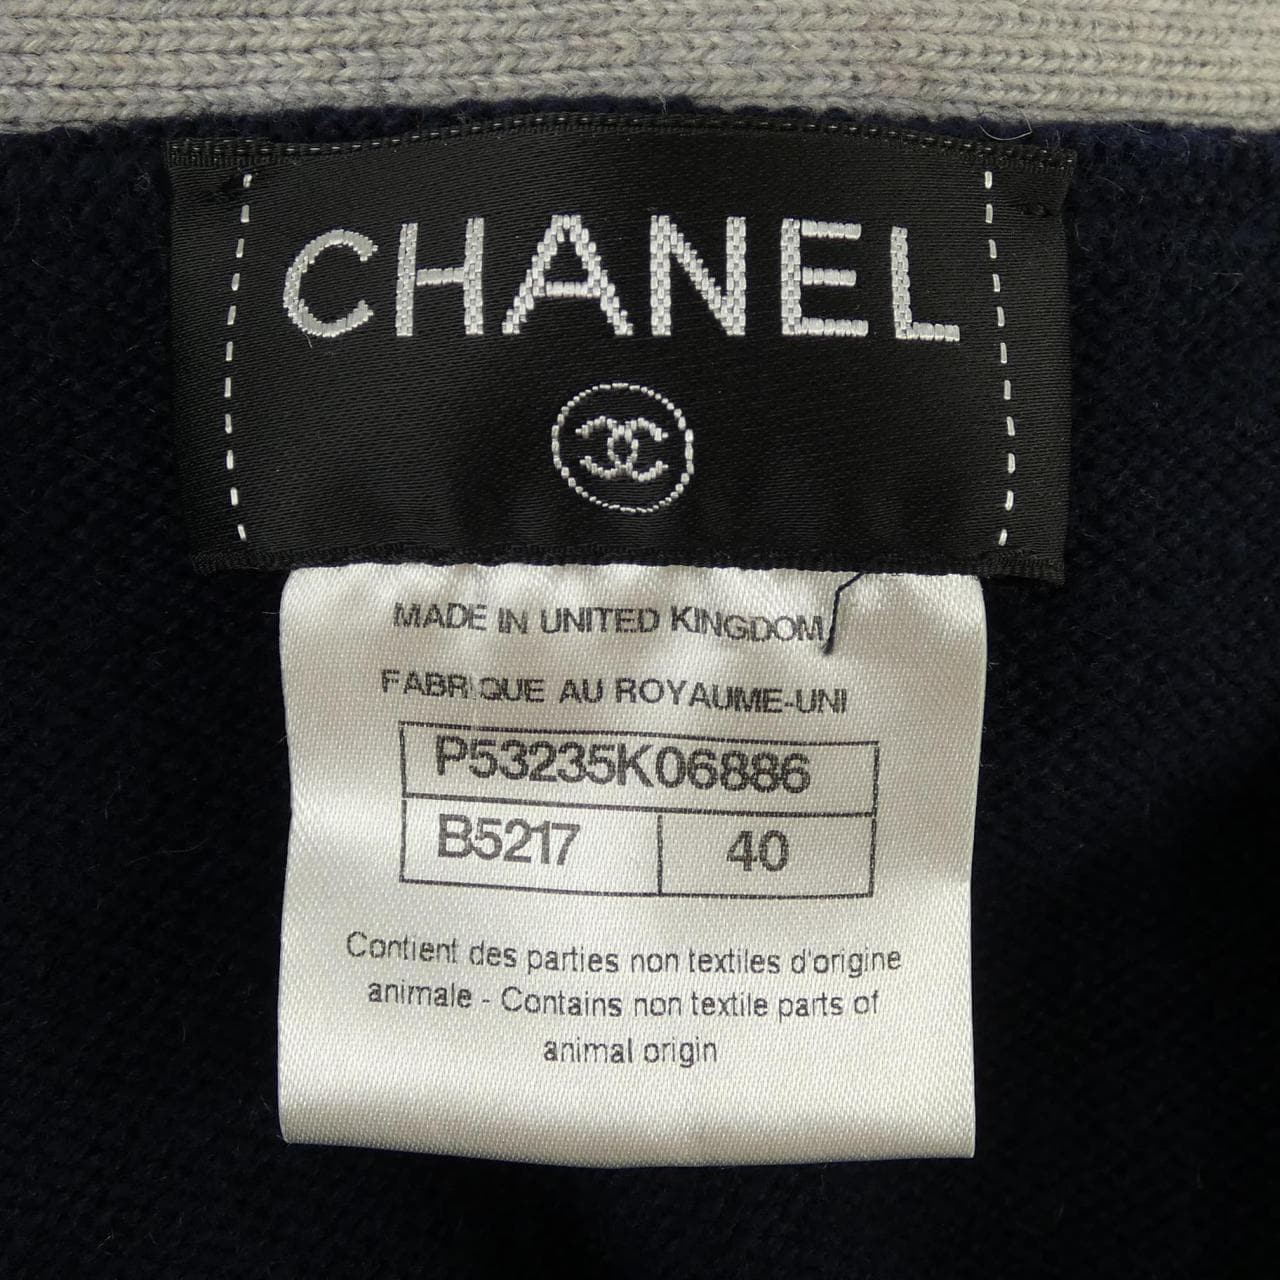 CHANEL
MADE IN UNITED KINGDOM
FABRIQUE AU ROYAUME-UNI
P53235K06886
B5217 40
Contient des parties non textiles d'origine
animale - Contains non textile parts of
animal origin